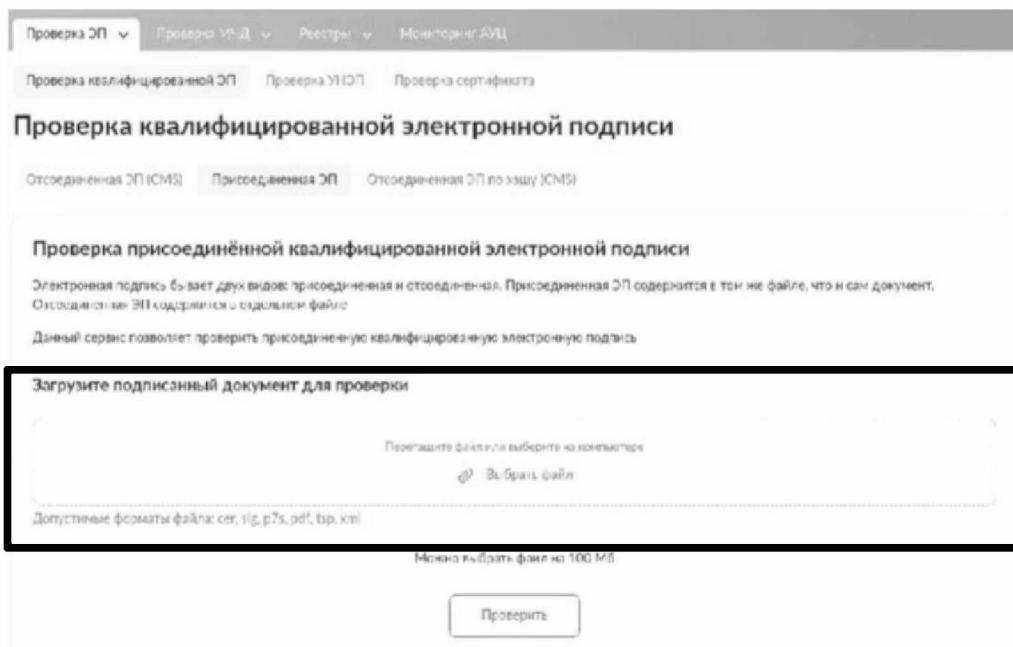 Проверка ЭП Проверка МЧД Реестры Мониторинг АУЦ
Проверка квалифицированной ЭП Проверка УНЭП Проверка сертификата
Проверка квалифицированной электронной подписи
Отсоединенная ЭП (CMS) Присоединенная ЭП Отсоединенная ЭП по хэшу (CMS)
Проверка присоединённой квалифицированной электронной подписи
Электронная подпись бывает двух видов: присоединенная и отсоединенная. Присоединенная ЭП содержится в том же файле, что и сам документ.
Отсоединенная ЭП содержится в отдельном файле
Данный сервис позволяет проверить присоединенную квалифицированную электронную подпись
Загрузите подписанный документ для проверки
Перетащите файл или выберите на компьютере
Выбрать файл
Допустимые форматы файла: cer, sig, p7s, pdf, tsp, xml
Можно выбрать файл на 100 Мб
Проверить